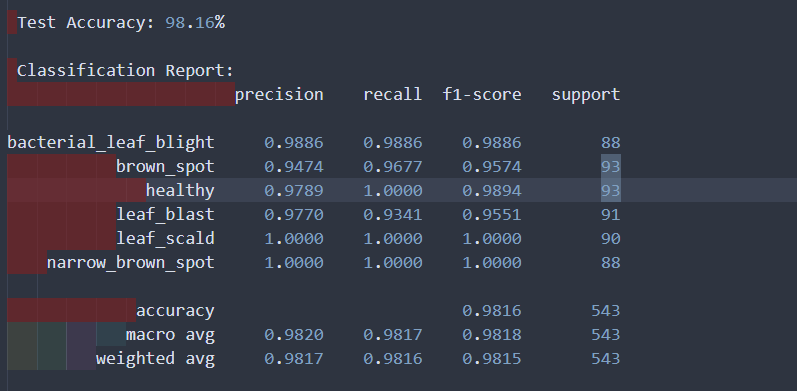 Test Accuracy: 98.16%
Classification Report:
precision recall f1-score support
bacterial_leaf_blight 0.9886 0.9886 0.9886 88
brown_spot 0.9474 0.9677 0.9574 93
healthy 0.9789 1.0000 0.9894 93
leaf_blast 0.9770 0.9341 0.9551 91
leaf_scald 1.0000 1.0000 1.0000 90
narrow_brown_spot 1.0000 1.0000 1.0000 88
accuracy 0.9816 543
macro avg 0.9820 0.9817 0.9818 543
weighted avg 0.9817 0.9816 0.9815 543